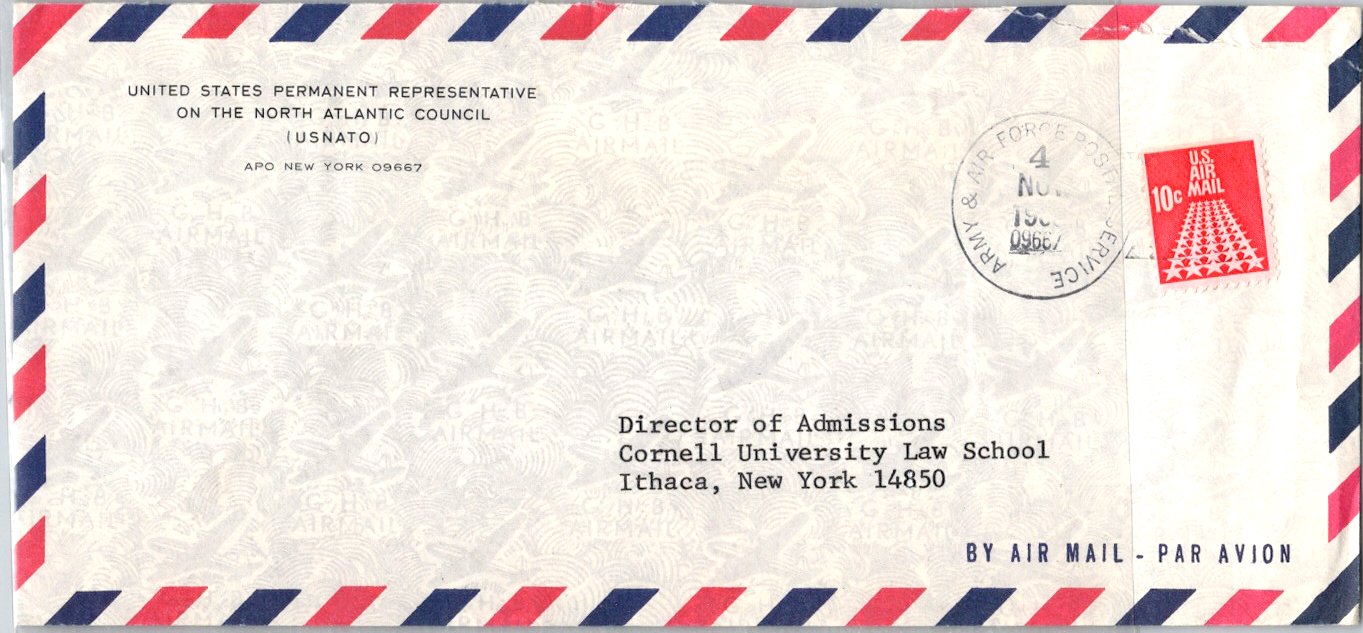 UNITED STATES PERMANENT REPRESENTATIVE
ON THE NORTH ATLANTIC COUNCIL
(USNATO)
APO NEW YORK 09667
ARMY & AIR FORCE POSTAL SERVICE
4
09667
U.S.
AIR
MAIL
10c
Director of Admissions
Cornell University Law School
Ithaca, New York 14850
BY AIR MAIL - PAR AVION
G H B
AIRMAIL